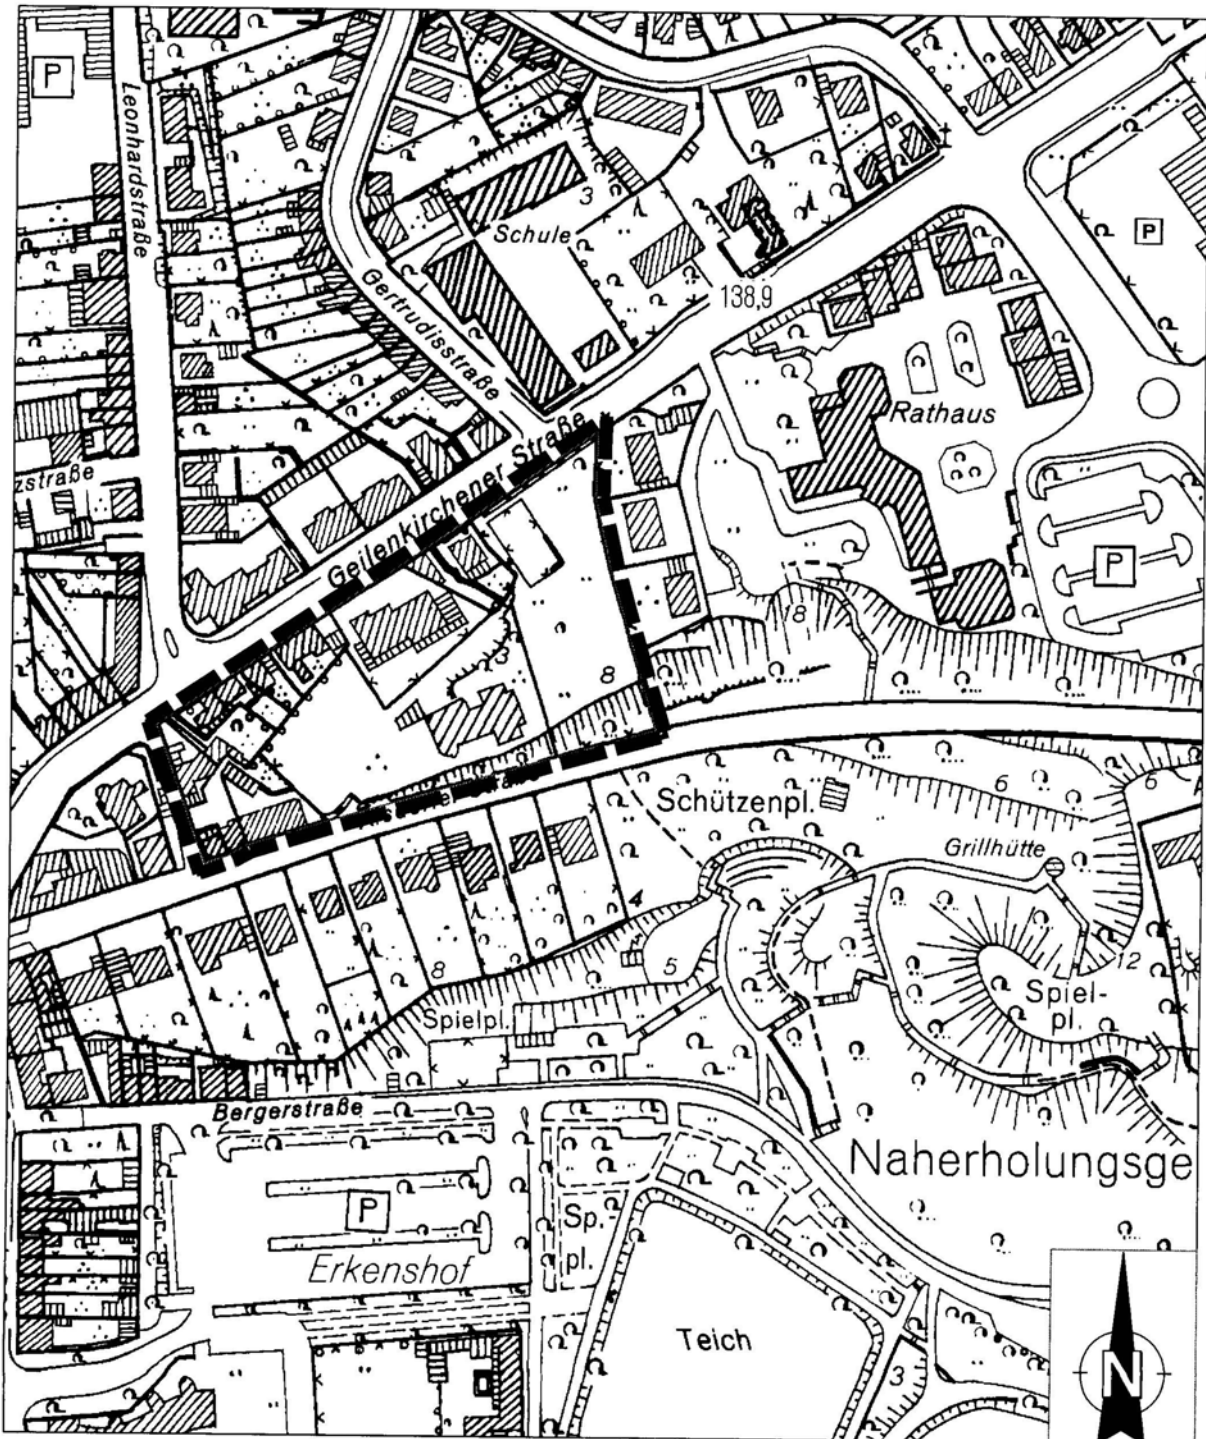 P
Leonhardstraße
Schule
3
Gertrudisstraße
138,9
P
Rathaus
zstraße
Geilenkirchener Straße
P
18
3
8
Schützenpl.
6
6
Grillhütte
4
8
5
12
Spiel-
pl.
Spielpl.
Bergerstraße
Naherholungsge
P
Sp.-
pl.
Erkenshof
Teich
3
N